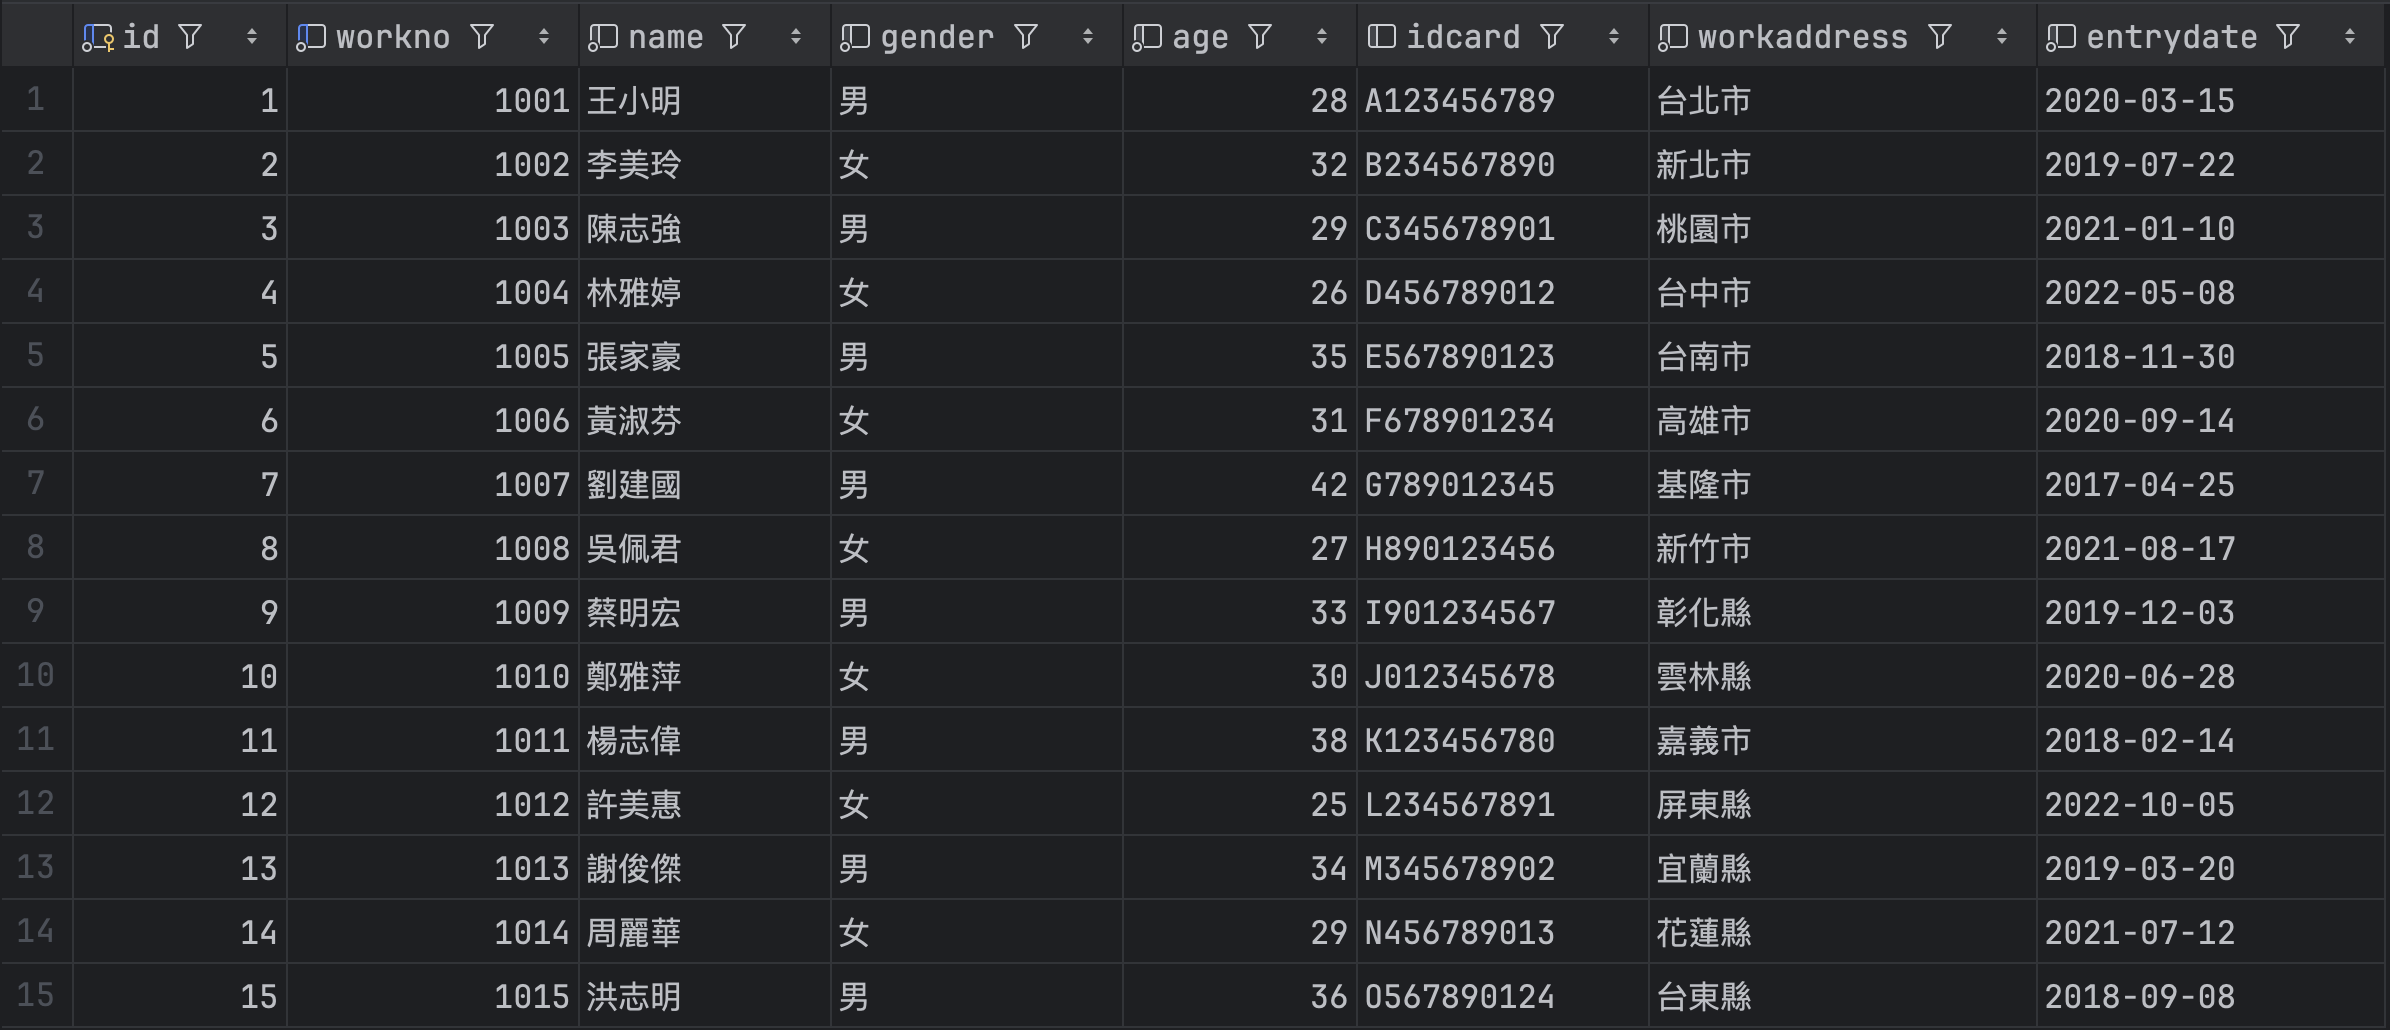 id workno name gender age idcard workaddress entrydate
1 1 1001 王小明 男 28 A123456789 台北市 2020-03-15
2 2 1002 李美玲 女 32 B234567890 新北市 2019-07-22
3 3 1003 陳志強 男 29 C345678901 桃園市 2021-01-10
4 4 1004 林雅婷 女 26 D456789012 台中市 2022-05-08
5 5 1005 張家豪 男 35 E567890123 台南市 2018-11-30
6 6 1006 黃淑芬 女 31 F678901234 高雄市 2020-09-14
7 7 1007 劉建國 男 42 G789012345 基隆市 2017-04-25
8 8 1008 吳佩君 女 27 H890123456 新竹市 2021-08-17
9 9 1009 蔡明宏 男 33 I901234567 彰化縣 2019-12-03
10 10 1010 鄭雅萍 女 30 J012345678 雲林縣 2020-06-28
11 11 1011 楊志偉 男 38 K123456780 嘉義市 2018-02-14
12 12 1012 許美惠 女 25 L234567891 屏東縣 2022-10-05
13 13 1013 謝俊傑 男 34 M345678902 宜蘭縣 2019-03-20
14 14 1014 周麗華 女 29 N456789013 花蓮縣 2021-07-12
15 15 1015 洪志明 男 36 O567890124 台東縣 2018-09-08